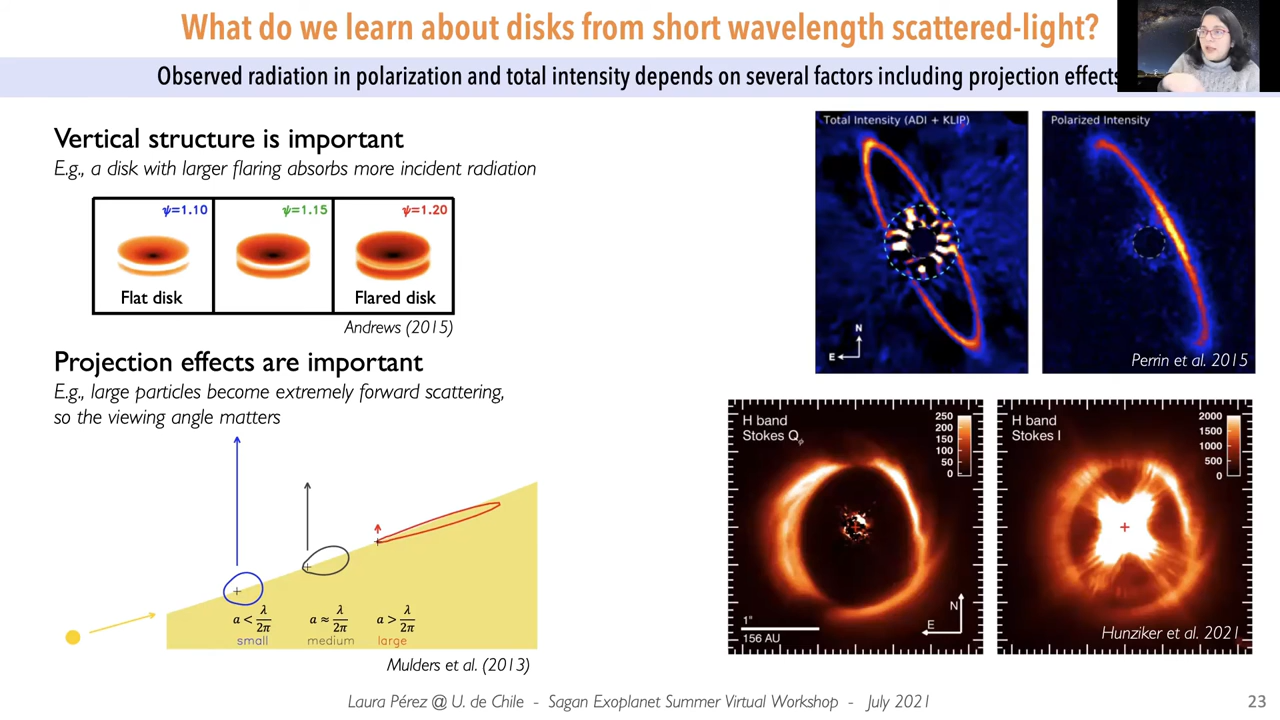 What do we learn about disks from short wavelength scattered-light?
Observed radiation in polarization and total intensity depends on several factors including projection effects
Vertical structure is important
E.g., a disk with larger flaring absorbs more incident radiation
ψ=1.10
ψ=1.15
ψ=1.20
Flat disk
Flared disk
Andrews (2015)
Projection effects are important
E.g., large particles become extremely forward scattering,
so the viewing angle matters
a < λ/2π
a ≈ λ/2π
a > λ/2π
small
medium
large
Mulders et al. (2013)
Total Intensity (ADI + KLIP)
N
E
Polarized Intensity
Perrin et al. 2015
H band
Stokes Qϕ
250
200
150
100
50
0
1"
156 AU
N
E
H band
Stokes I
2000
1500
1000
500
0
Hunziker et al. 2021
Laura Pérez @ U. de Chile - Sagan Exoplanet Summer Virtual Workshop - July 2021
23